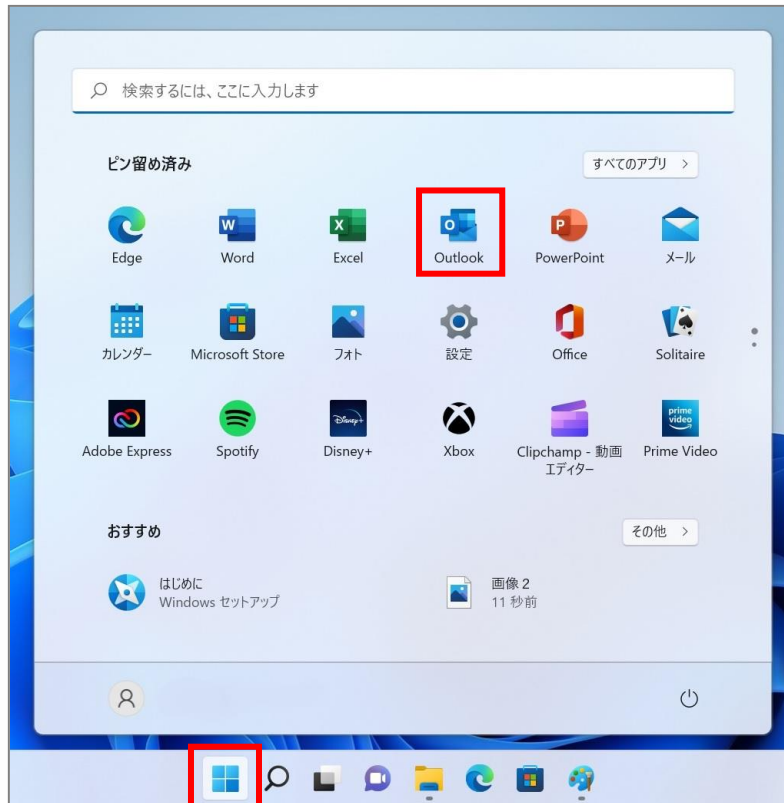 検索するには、ここに入力します
ピン留め済み
すべてのアプリ >
Edge
Word
Excel
Outlook
PowerPoint
メール
カレンダー
Microsoft Store
フォト
設定
Office
Solitaire
Disney+
prime
video
Adobe Express
Spotify
Disney+
Xbox
Clipchamp - 動画
エディター
Prime Video
おすすめ
その他 >
はじめに
Windows セットアップ
画像 2
11 秒前